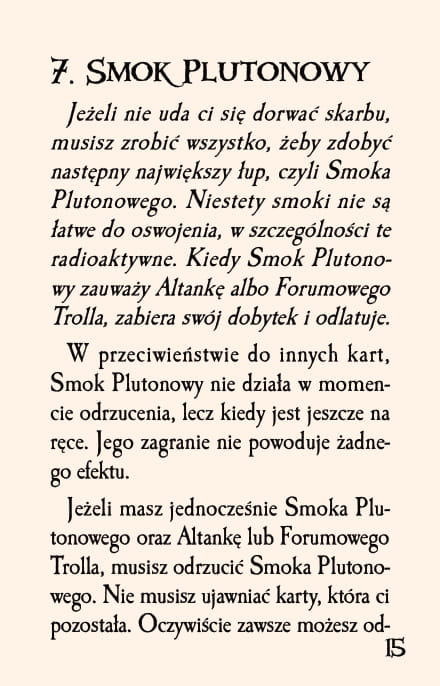 7. Smok Plutonowy
Jeżeli nie uda ci się dorwać skarbu,
musisz zrobić wszystko, żeby zdobyć
następny największy łup, czyli Smoka
Plutonowego. Niestety smoki nie są
łatwe do oswojenia, w szczególności te
radioaktywne. Kiedy Smok Plutono-
wy zauważy Altankę albo Forumowego
Trolla, zabiera swój dobytek i odlatuje.
W przeciwieństwie do innych kart,
Smok Plutonowy nie działa w momen-
cie odrzucenia, lecz kiedy jest jeszcze na
ręce. Jego zagranie nie powoduje żadne-
go efektu.
Jeżeli masz jednocześnie Smoka Plu-
tonowego oraz Altankę lub Forumowego
Trolla, musisz odrzucić Smoka Plutono-
wego. Nie musisz ujawniać karty, która ci
pozostała. Oczywiście zawsze możesz od-
15